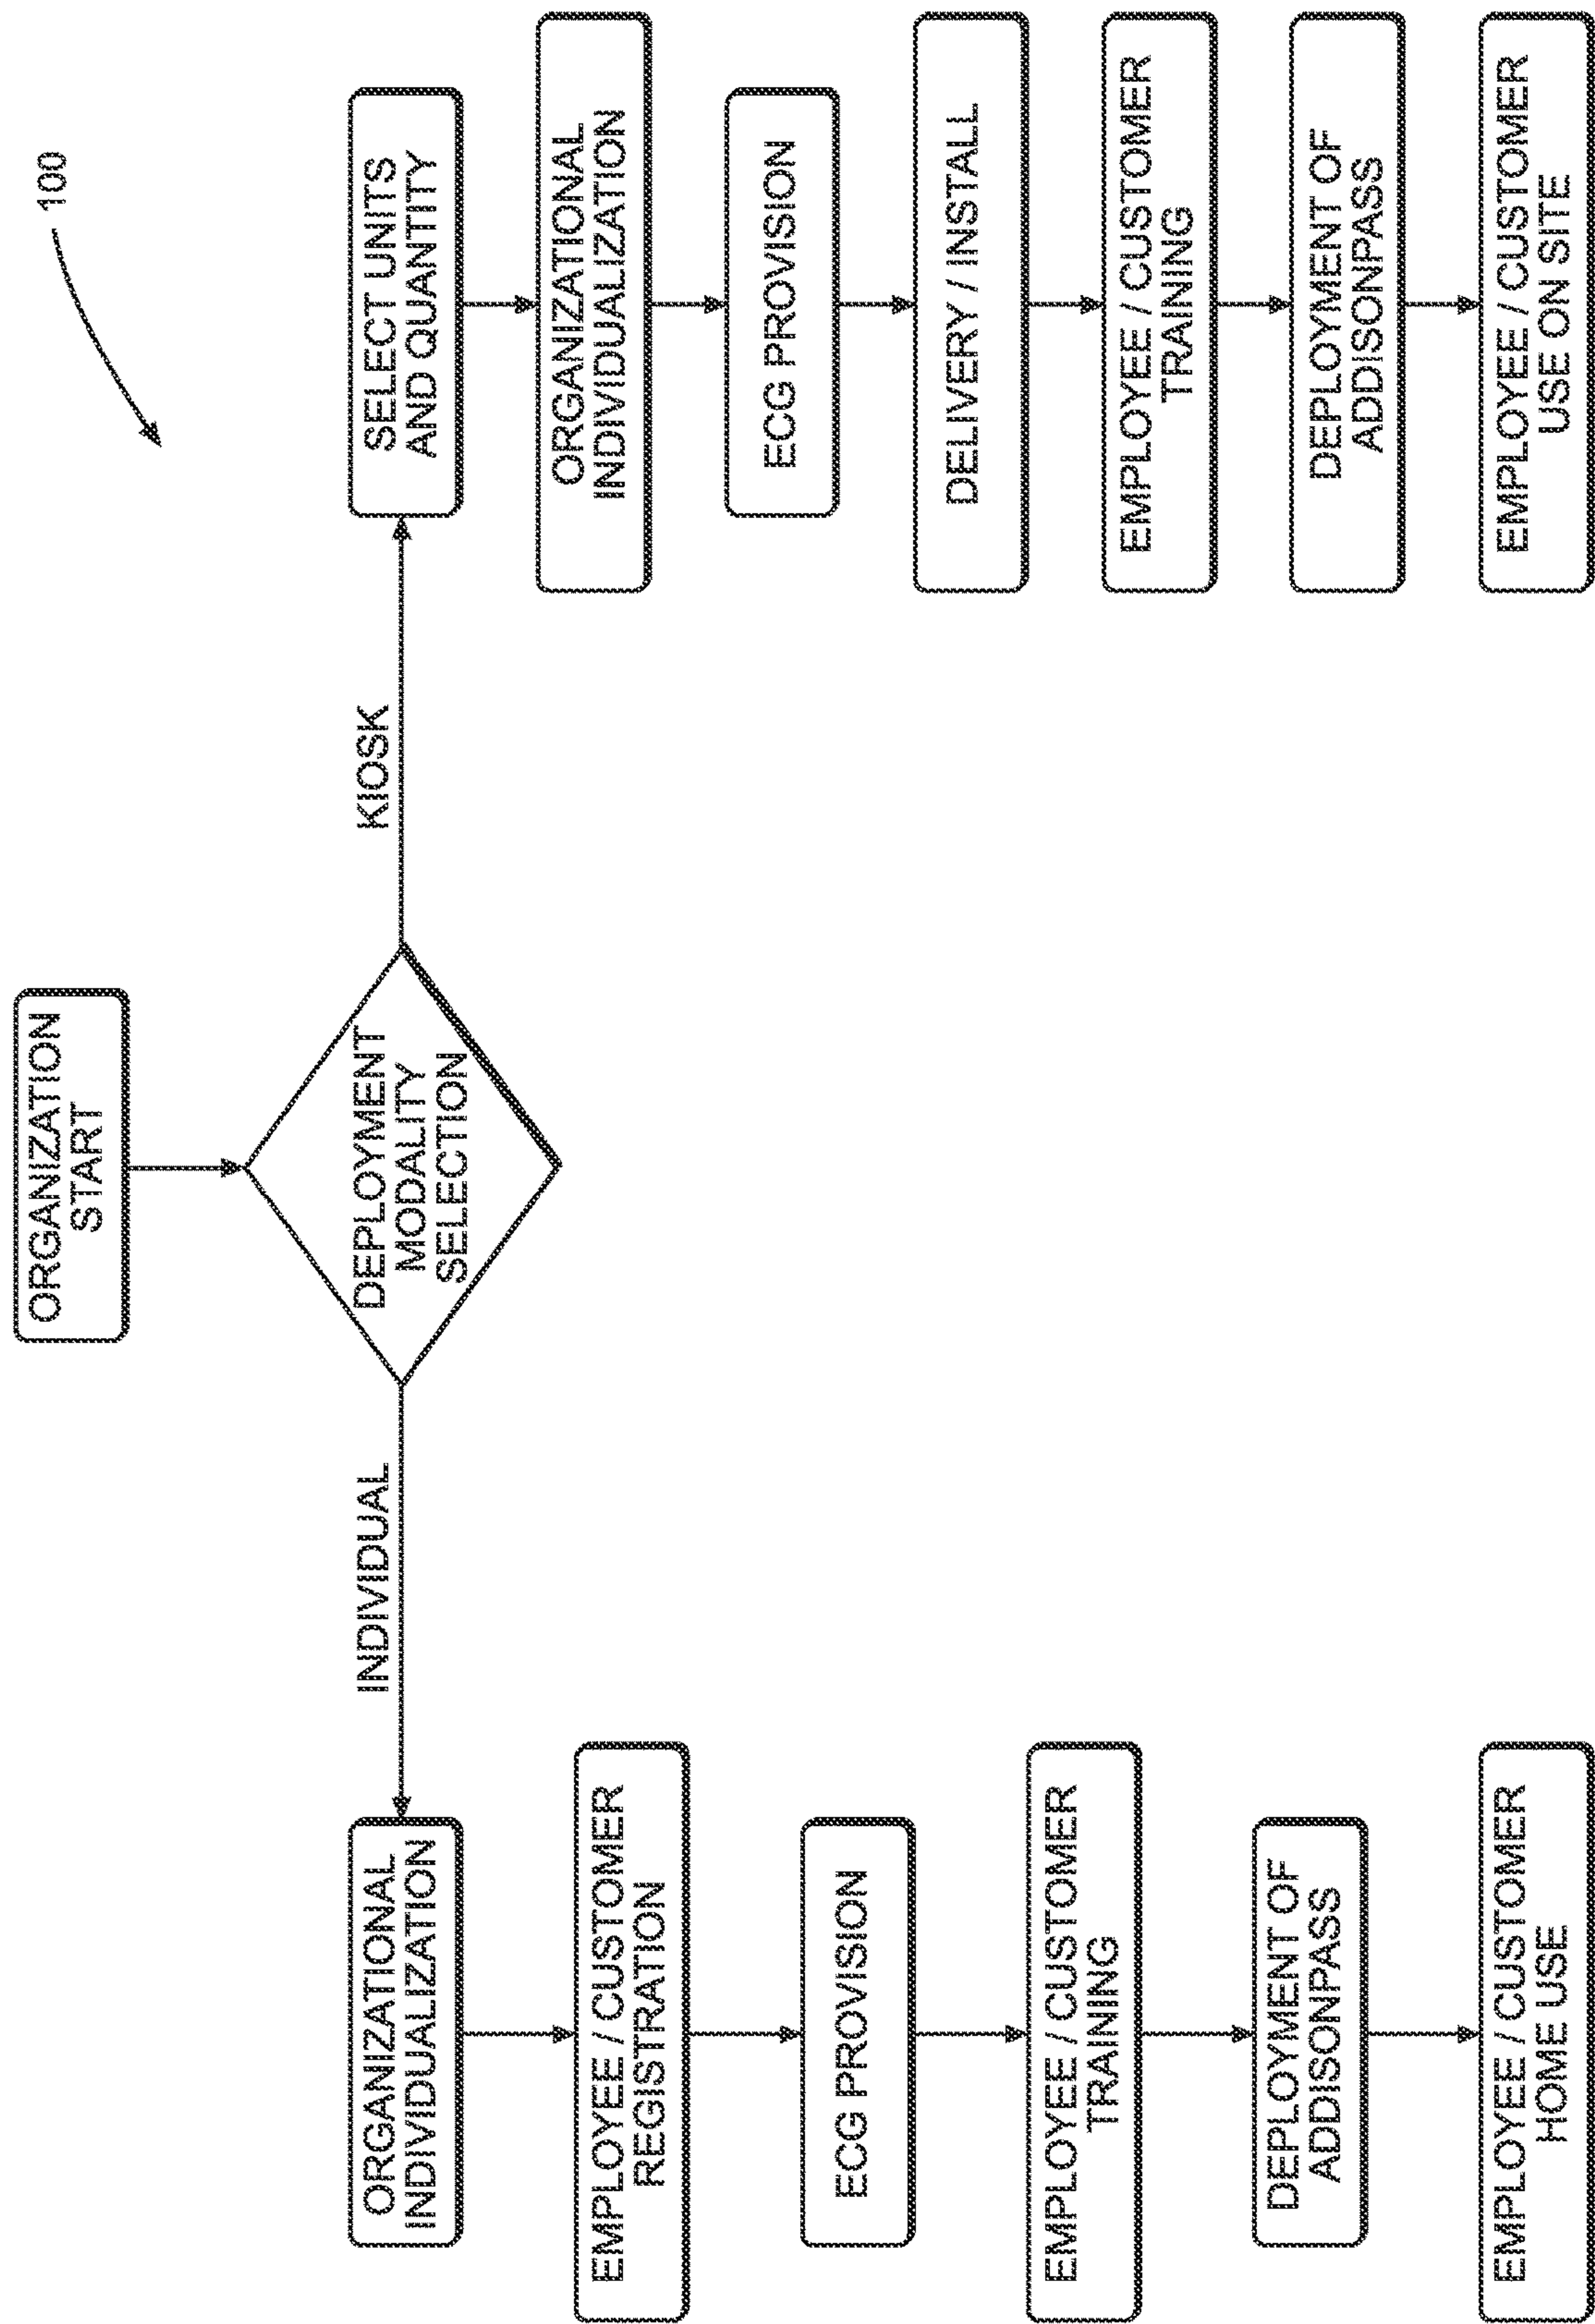 100
ORGANIZATION
START
DEPLOYMENT
MODALITY
SELECTION
INDIVIDUAL
KIOSK
ORGANIZATIONAL
INDIVIDUALIZATION
EMPLOYEE / CUSTOMER
REGISTRATION
ECG PROVISION
EMPLOYEE / CUSTOMER
TRAINING
DEPLOYMENT OF
ADDISONPASS
EMPLOYEE / CUSTOMER
HOME USE
SELECT UNITS
AND QUANTITY
ORGANIZATIONAL
INDIVIDUALIZATION
ECG PROVISION
DELIVERY / INSTALL
EMPLOYEE / CUSTOMER
TRAINING
DEPLOYMENT OF
ADDISONPASS
EMPLOYEE / CUSTOMER
USE ON SITE